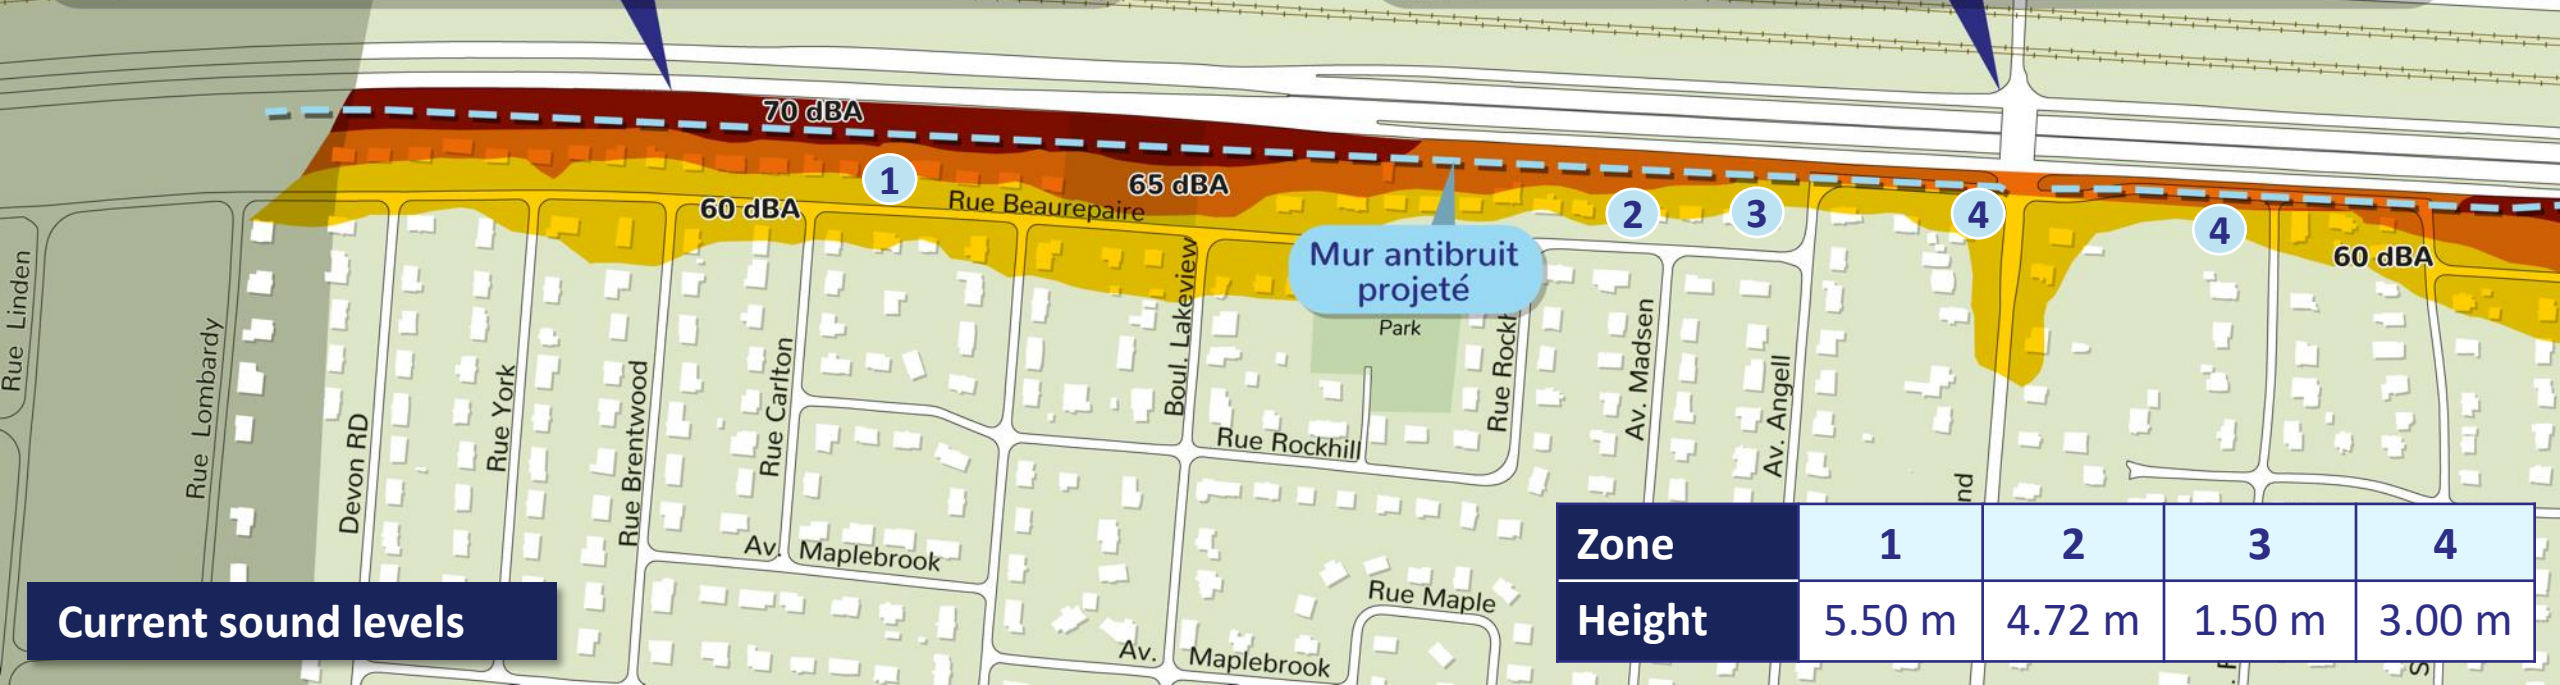 70 dBA
65 dBA
60 dBA
1
Rue Beaurepaire
2
3
4
4
60 dBA
Mur antibruit
projeté
Park
Rue Linden
Rue Lombardy
Devon RD
Rue York
Rue Brentwood
Rue Carlton
Boul. Lakeview
Av. Madsen
Av. Angell
Rue Rockhill
Av. Maplebrook
Rue Maple
Av. Maplebrook
Current sound levels
Zone 1 2 3 4
Height 5.50 m 4.72 m 1.50 m 3.00 m